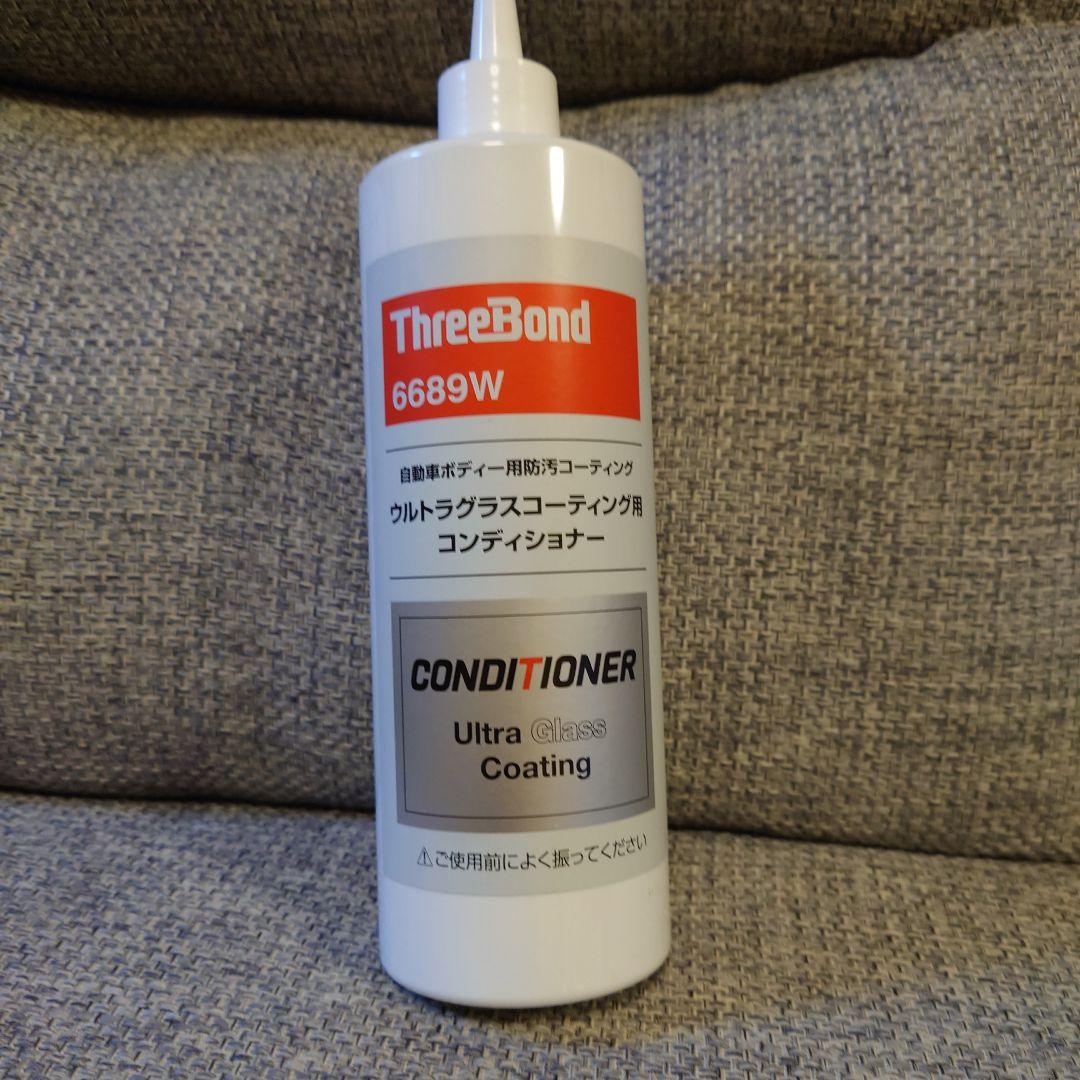 ThreeBond
6689W
自動車ボディー用防汚コーティング
ウルトラグラスコーティング用
コンディショナー
CONDITIONER
Ultra Glass
Coating
⚠ご使用前によく振ってください